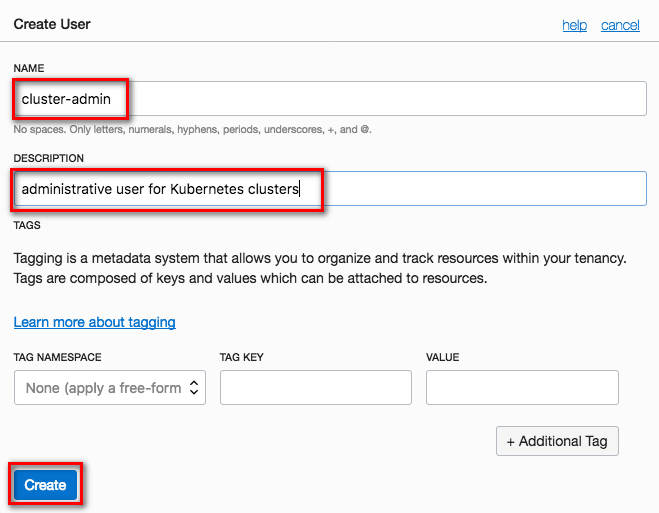 Create User
help cancel
NAME
cluster-admin
No spaces. Only letters, numerals, hyphens, periods, underscores, +, and @.
DESCRIPTION
administrative user for Kubernetes clusters
TAGS
Tagging is a metadata system that allows you to organize and track resources within your tenancy.
Tags are composed of keys and values which can be attached to resources.
Learn more about tagging
TAG NAMESPACE TAG KEY VALUE
None (apply a free-form
+ Additional Tag
Create